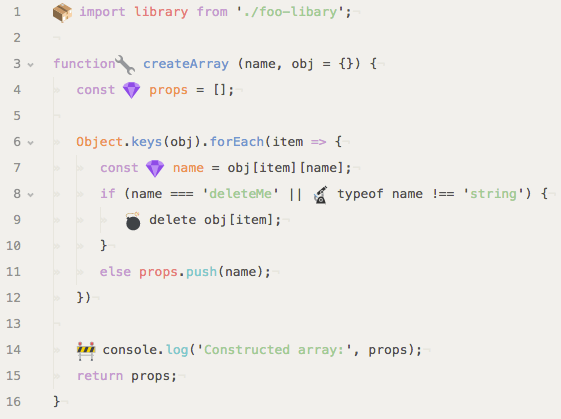 1 📦 import library from './foo-libary';
2
3 function🔧 createArray (name, obj = {}) {
4 const 💎 props = [];
5
6 Object.keys(obj).forEach(item => {
7 const 💎 name = obj[item][name];
8 if (name === 'deleteMe' || 🔬 typeof name !== 'string') {
9 💣 delete obj[item];
10 }
11 else props.push(name);
12 })
13
14 🚧 console.log('Constructed array:', props);
15 return props;
16 }